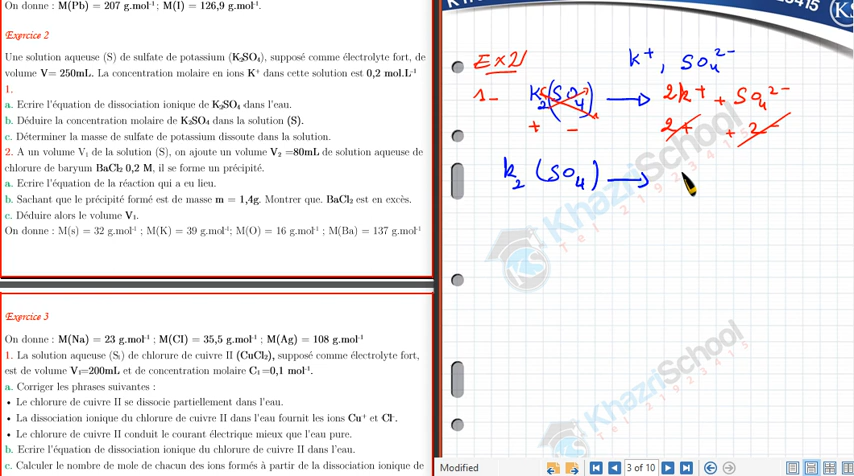 On donne : M(Pb) = 207 g.mol⁻¹; M(I) = 126,9 g.mol⁻¹.
Exercice 2
Une solution aqueuse (S) de sulfate de potassium (K₂SO₄), supposé comme électrolyte fort, de
volume V= 250mL. La concentration molaire en ions K⁺ dans cette solution est 0,2 mol.L⁻¹
1.
a. Ecrire l'équation de dissociation ionique de K₂SO₄ dans l'eau.
b. Déduire la concentration molaire de K₂SO₄ dans la solution (S).
c. Déterminer la masse de sulfate de potassium dissoute dans la solution.
2. A un volume V₁ de la solution (S), on ajoute un volume V₂ =80mL de solution aqueuse de
chlorure de baryum BaCl₂ 0,2 M, il se forme un précipité.
a. Ecrire l'équation de la réaction qui a eu lieu.
b. Sachant que le précipité formé est de masse m = 1,4g. Montrer que. BaCl₂ est en excès.
c. Déduire alors le volume V₁.
On donne : M(s) = 32 g.mol⁻¹ ; M(K) = 39 g.mol⁻¹; M(O) = 16 g.mol⁻¹ ; M(Ba) = 137 g.mol⁻¹
Exercice 3
On donne : M(Na) = 23 g.mol⁻¹ ; M(Cl) = 35,5 g.mol⁻¹ ; M(Ag) = 108 g.mol⁻¹
1. La solution aqueuse (S₁) de chlorure de cuivre II (CuCl₂), supposé comme électrolyte fort,
est de volume V₁=200mL et de concentration molaire C₁=0,1 mol⁻¹.
a. Corriger les phrases suivantes :
• Le chlorure de cuivre II se dissocie partiellement dans l'eau.
• La dissociation ionique du chlorure de cuivre II dans l'eau fournit les ions Cu⁺ et Cl⁻.
• Le chlorure de cuivre II conduit le courant électrique mieux que l'eau pure.
b. Ecrire l'équation de dissociation ionique du chlorure de cuivre II dans l'eau.
c. Calculer le nombre de mole de chacun des ions formés à partir de la dissociation ionique de
Ex 2/
K⁺, SO₄²⁻
1- K₂(SO₄) → 2K⁺ + SO₄²⁻
+ - 2+ + 2-
K₂(SO₄) →
KhazriSchool
Tel 21923415
KS
KhazriSchool
Tel 21923415
KS
Modified
3 of 10